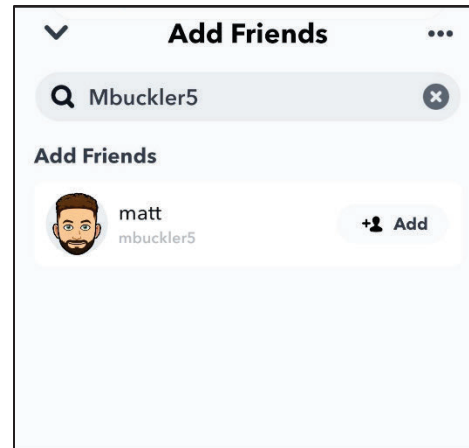 Add Friends
Mbuckler5
Add Friends
matt
mbuckler5
Add